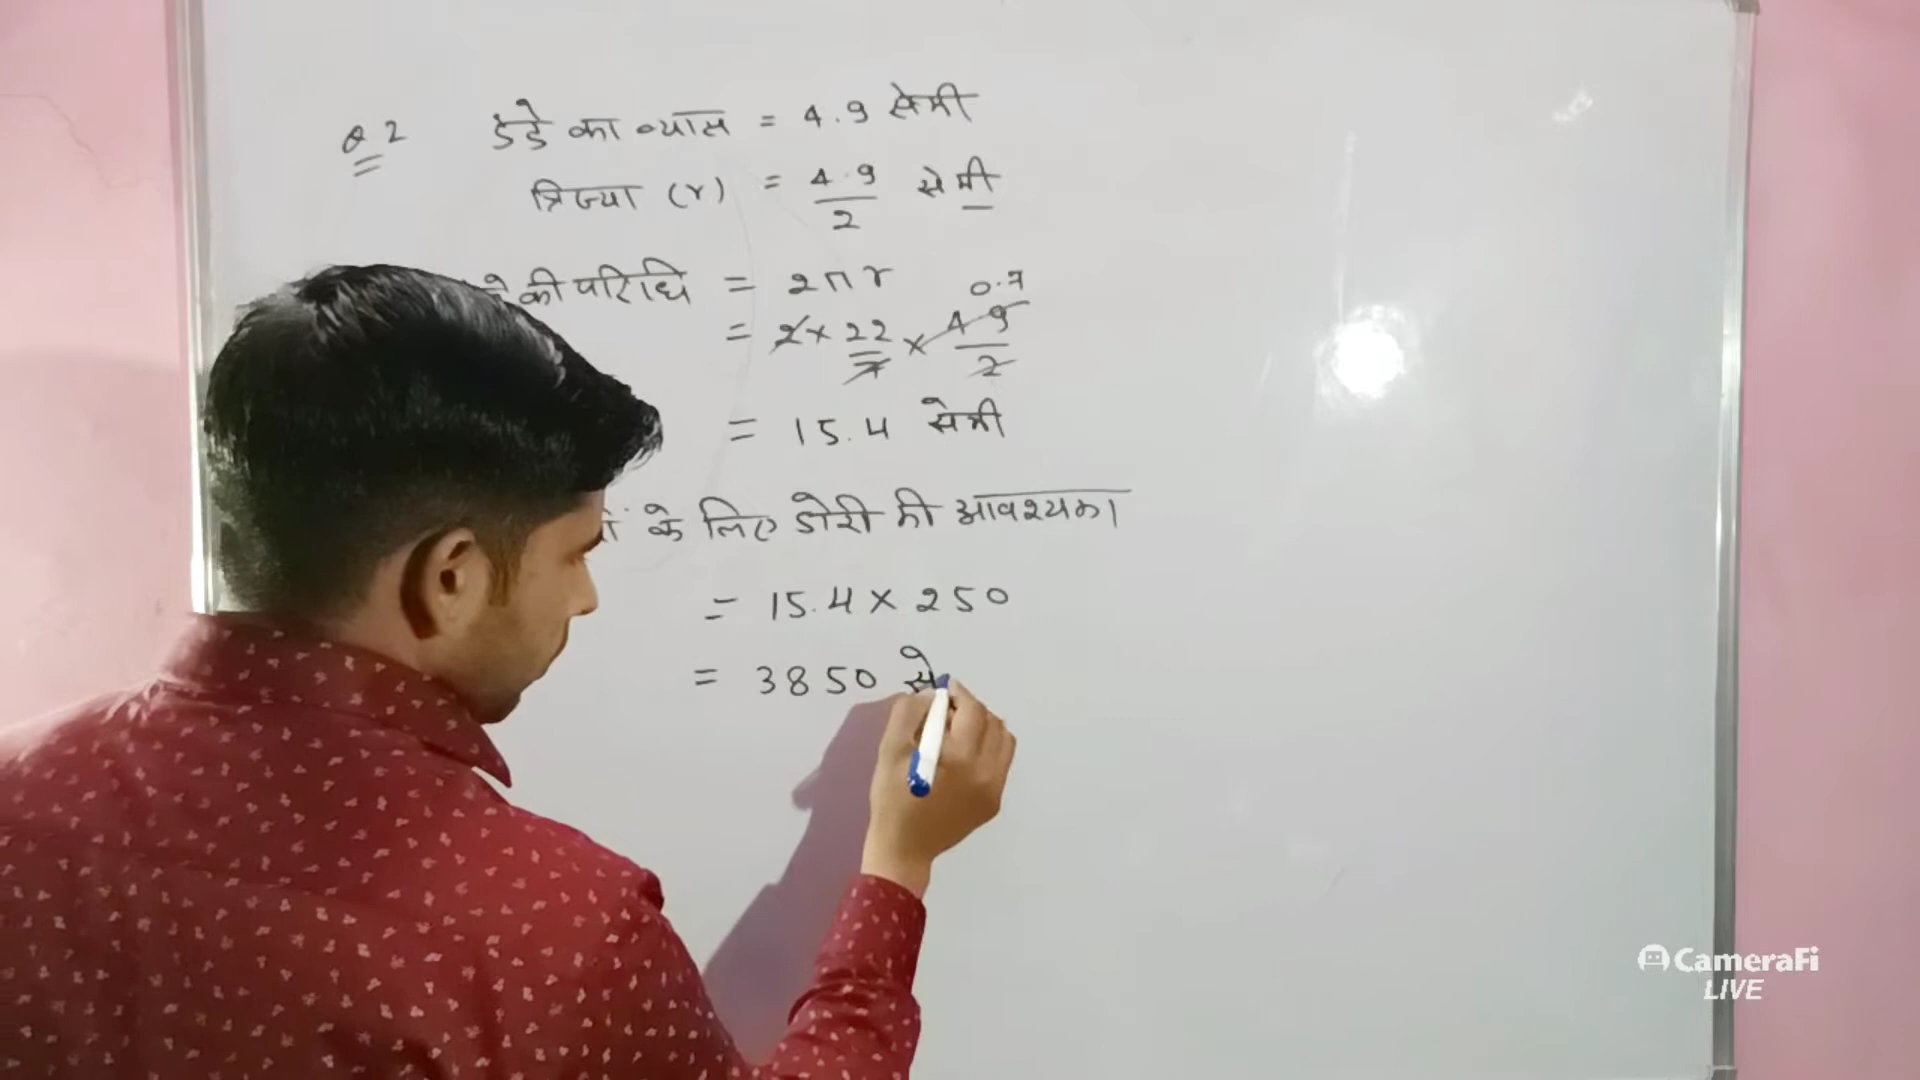 Q 2 डंडे का व्यास = 4.9 सेमी
त्रिज्या (r) = 4.9/2 सेमी
की परिधि = 2πr
= 2 × 22/7 × 4.9/2 0.7
= 15.4 सेमी
के लिए डोरी की आवश्यका
= 15.4 × 250
= 3850 से
CameraFi
LIVE